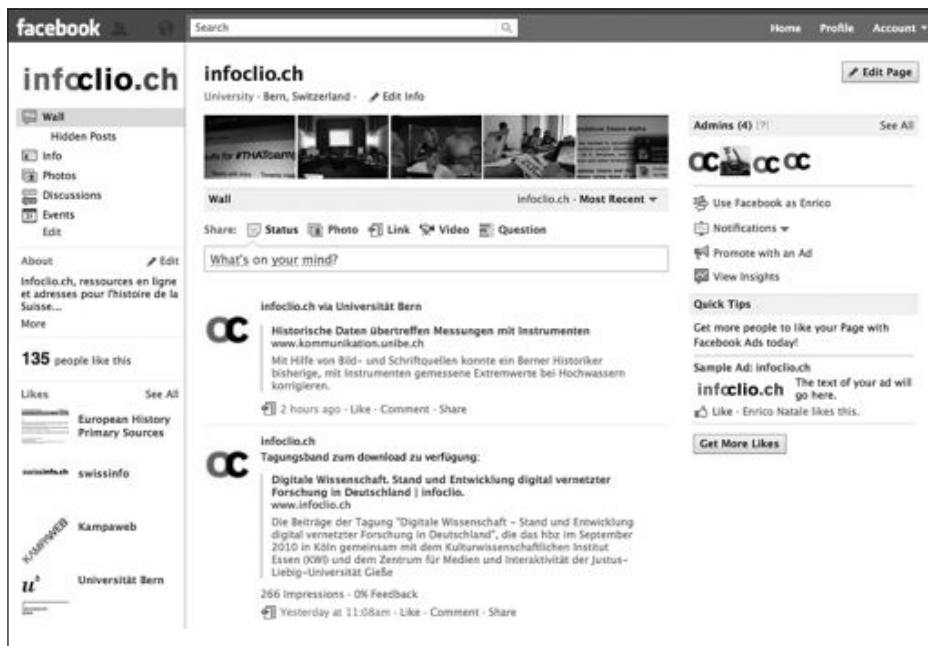 facebook
Search
Home Profile Account
infoclio.ch
Wall
Hidden Posts
Info
Photos
Discussions
Events
Edit
About Edit
Infoclio.ch, ressources en ligne
et adresses pour l'histoire de la
Suisse...
More
135 people like this
Likes See All
European History
Primary Sources
swissinfo.ch swissinfo
KAMPAWEB Kampaweb
Universität Bern
infoclio.ch
University · Bern, Switzerland · Edit Info
for #THATcamp
Wall infoclio.ch · Most Recent
Share: Status Photo Link Video Question
What's on your mind?
infoclio.ch via Universität Bern
Historische Daten übertreffen Messungen mit Instrumenten
www.kommunikation.unibe.ch
Mit Hilfe von Bild- und Schriftquellen konnte ein Berner Historiker
bisherige, mit Instrumenten gemessene Extremwerte bei Hochwassern
korrigieren.
2 hours ago · Like · Comment · Share
infoclio.ch
Tagungsband zum download zu verfügung:
Digitale Wissenschaft. Stand und Entwicklung digital vernetzter
Forschung in Deutschland | infoclio.
www.infoclio.ch
Die Beiträge der Tagung "Digitale Wissenschaft – Stand und Entwicklung
digital vernetzter Forschung in Deutschland", die das hbz im September
2010 in Köln gemeinsam mit dem Kulturwissenschaftlichen Institut
Essen (KWI) und dem Zentrum für Medien und Interaktivität der Justus-
Liebig-Universität Gieße
266 Impressions · 0% Feedback
Yesterday at 11:08am · Like · Comment · Share
Edit Page
Admins (4) [?] See All
Use Facebook as Enrico
Notifications
Promote with an Ad
View Insights
Quick Tips
Get more people to like your Page with
Facebook Ads today!
Sample Ad: infoclio.ch
infoclio.ch The text of your ad will
go here.
Like · Enrico Natale likes this.
Get More Likes